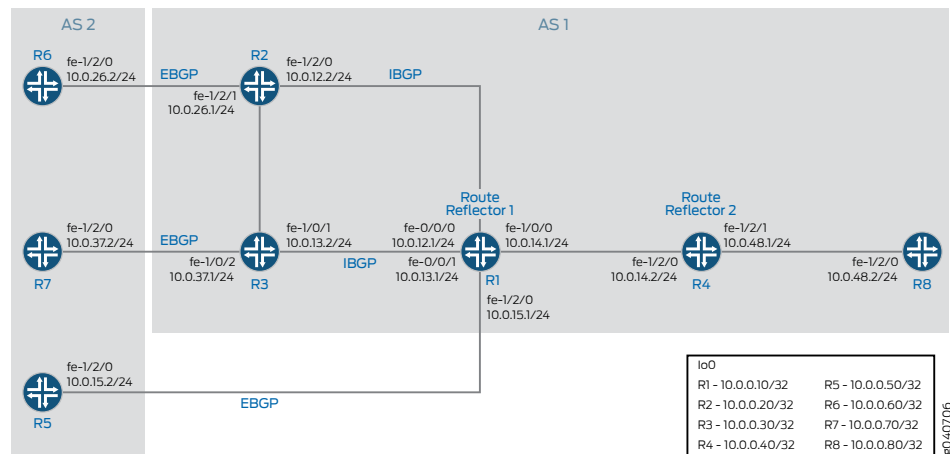 AS 2
AS 1
R6
fe-1/2/0
10.0.26.2/24
EBGP
fe-1/2/1
10.0.26.1/24
R2
fe-1/2/0
10.0.12.2/24
IBGP
fe-1/2/0
10.0.37.2/24
R7
EBGP
fe-1/0/2
10.0.37.1/24
R3
fe-1/0/1
10.0.13.2/24
IBGP
Route
Reflector 1
fe-0/0/0
10.0.12.1/24
fe-0/0/1
10.0.13.1/24
fe-1/0/0
10.0.14.1/24
R1
fe-1/2/0
10.0.15.1/24
Route
Reflector 2
fe-1/2/1
10.0.48.1/24
fe-1/2/0
10.0.14.2/24
R4
fe-1/2/0
10.0.48.2/24
R8
fe-1/2/0
10.0.15.2/24
R5
EBGP
lo0
R1 - 10.0.0.10/32 R5 - 10.0.0.50/32
R2 - 10.0.0.20/32 R6 - 10.0.0.60/32
R3 - 10.0.0.30/32 R7 - 10.0.0.70/32
R4 - 10.0.0.40/32 R8 - 10.0.0.80/32